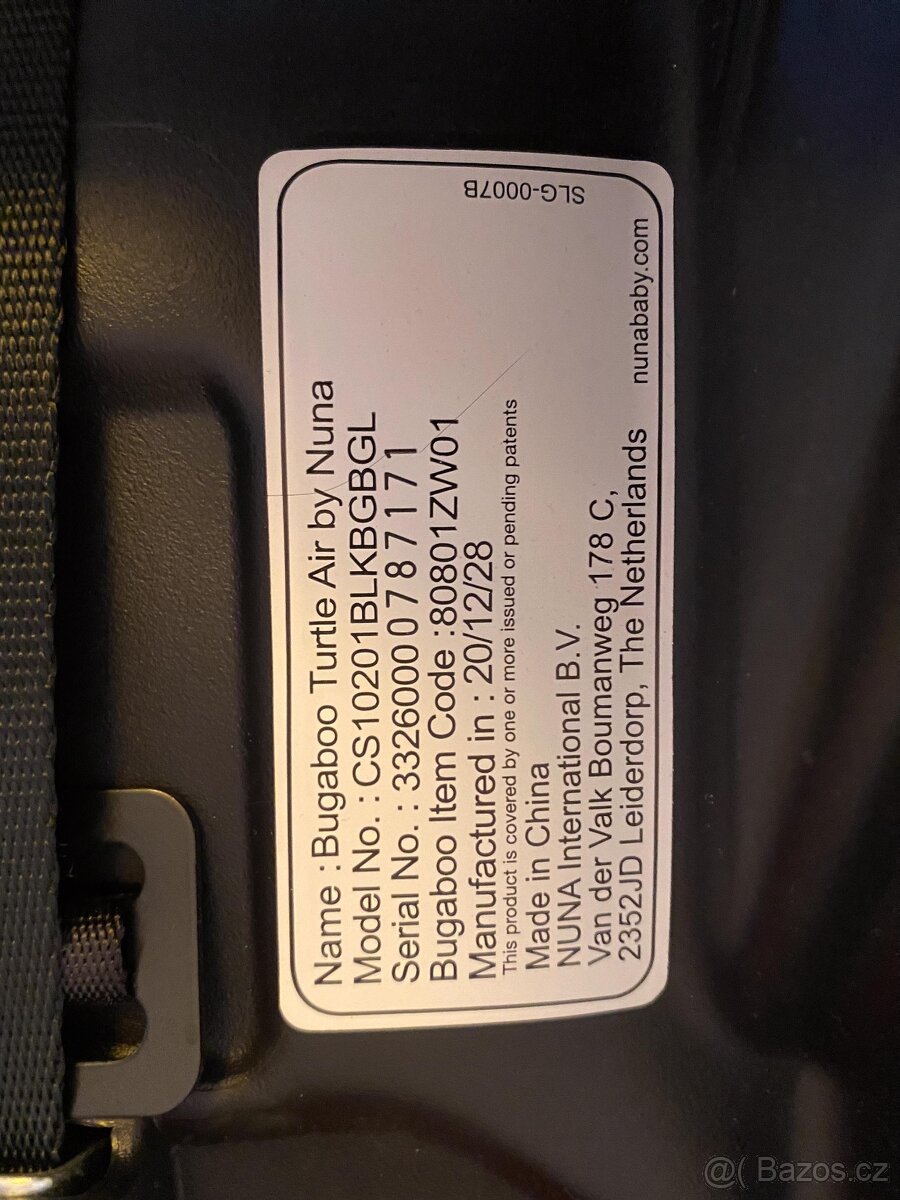 Name : Bugaboo Turtle Air by Nuna
Model No. : CS10201BLKBGBGL
Serial No. : 3326000078 7171
Bugaboo Item Code :80801ZW01
Manufactured in : 20/12/28
This product is covered by one or more issued or pending patents
Made in China
NUNA International B.V.
Van der Valk Boumanweg 178 C,
2352JD Leiderdorp, The Netherlands
nunababy.com
SLG-0007B
@( Bazos.cz